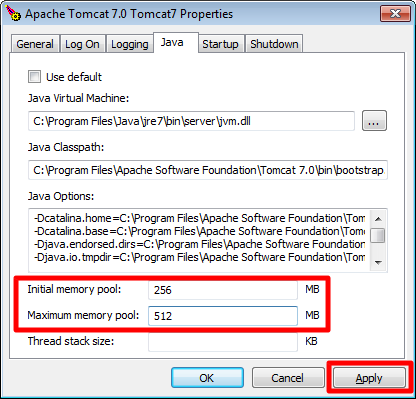 Apache Tomcat 7.0 Tomcat7 Properties
General Log On Logging Java Startup Shutdown
Use default
Java Virtual Machine:
C:\Program Files\Java\jre7\bin\server\jvm.dll ...
Java Classpath:
C:\Program Files\Apache Software Foundation\Tomcat 7.0\bin\bootstrap
Java Options:
-Dcatalina.home=C:\Program Files\Apache Software Foundation\Tom
-Dcatalina.base=C:\Program Files\Apache Software Foundation\Tom
-Djava.endorsed.dirs=C:\Program Files\Apache Software Foundation\
-Djava.io.tmpdir=C:\Program Files\Apache Software Foundation\Tom
Initial memory pool: 256 MB
Maximum memory pool: 512 MB
Thread stack size: KB
OK Cancel Apply